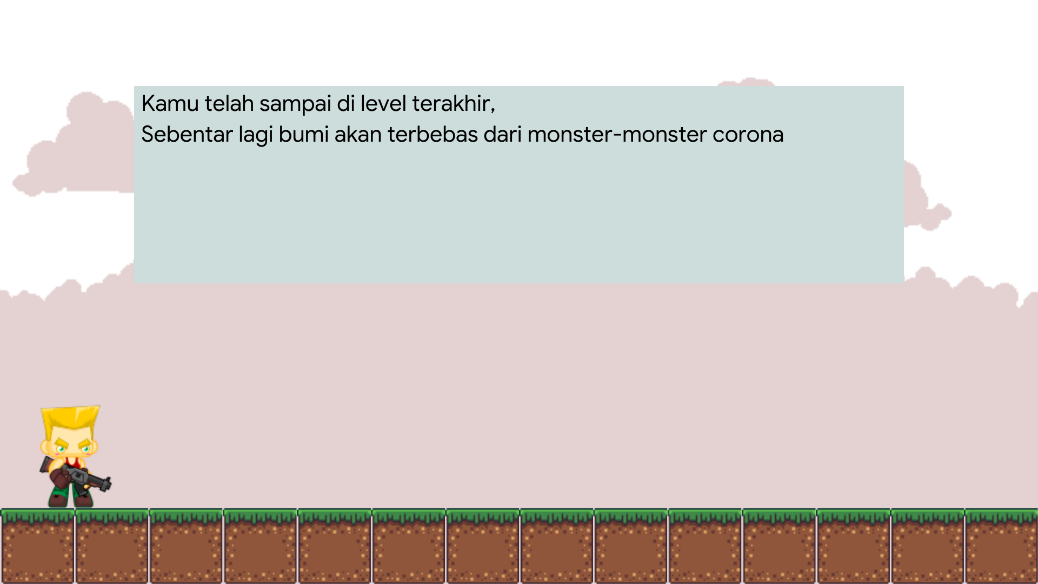 Kamu telah sampai di level terakhir,
Sebentar lagi bumi akan terbebas dari monster-monster corona